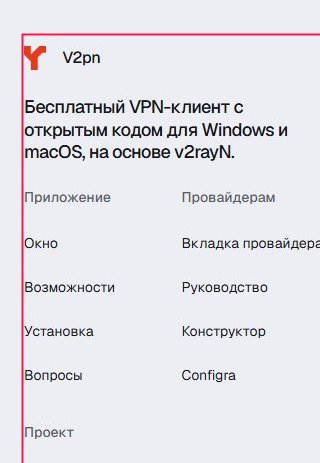 V2pn
Бесплатный VPN-клиент с
открытым кодом для Windows и
macOS, на основе v2rayN.
Приложение Провайдерам
Окно Вкладка провайдера
Возможности Руководство
Установка Конструктор
Вопросы Configra
Проект